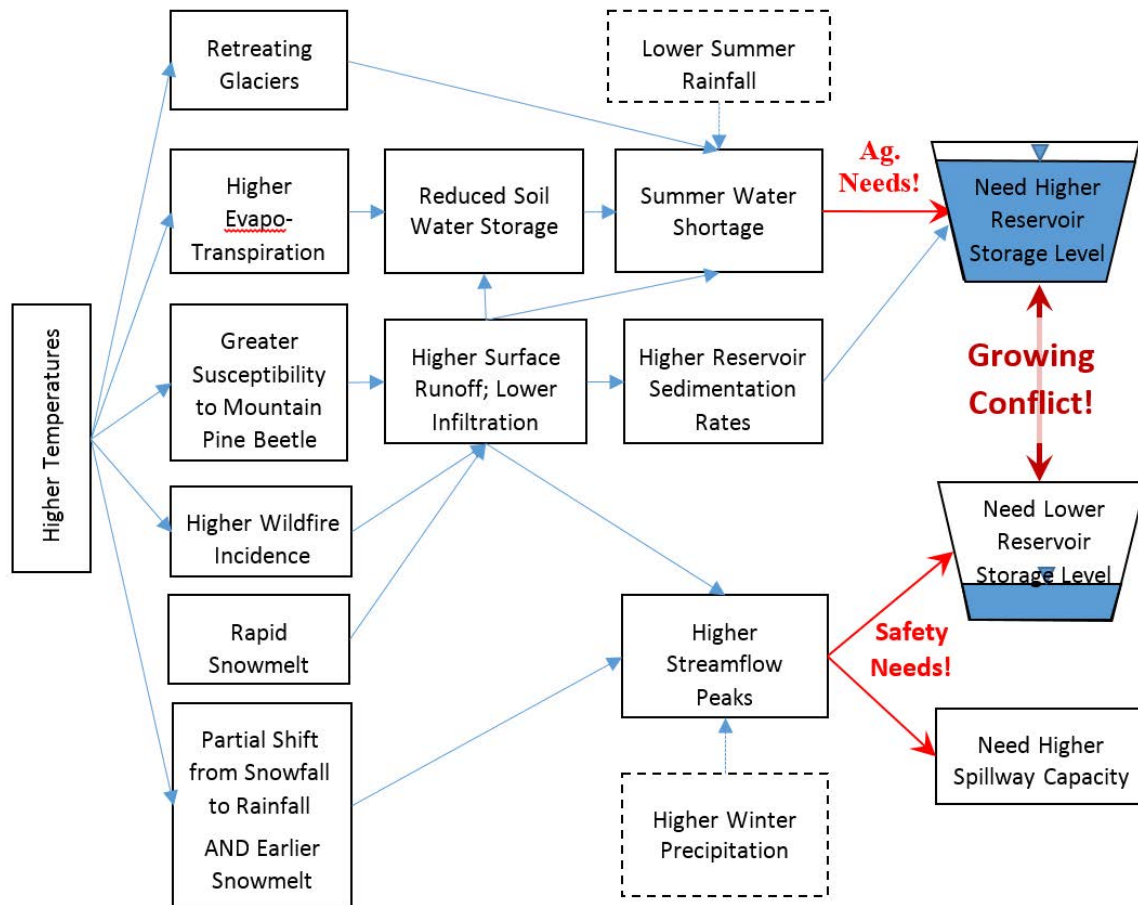 Retreating
Glaciers
Lower Summer
Rainfall
Higher
Evapo-
Transpiration
Reduced Soil
Water Storage
Summer Water
Shortage
Ag.
Needs!
Need Higher
Reservoir
Storage Level
Higher Temperatures
Greater
Susceptibility
to Mountain
Pine Beetle
Higher Surface
Runoff; Lower
Infiltration
Higher Reservoir
Sedimentation
Rates
Growing
Conflict!
Higher Wildfire
Incidence
Need Lower
Reservoir
Storage Level
Rapid
Snowmelt
Higher
Streamflow
Peaks
Safety
Needs!
Partial Shift
from Snowfall
to Rainfall
AND Earlier
Snowmelt
Higher Winter
Precipitation
Need Higher
Spillway Capacity